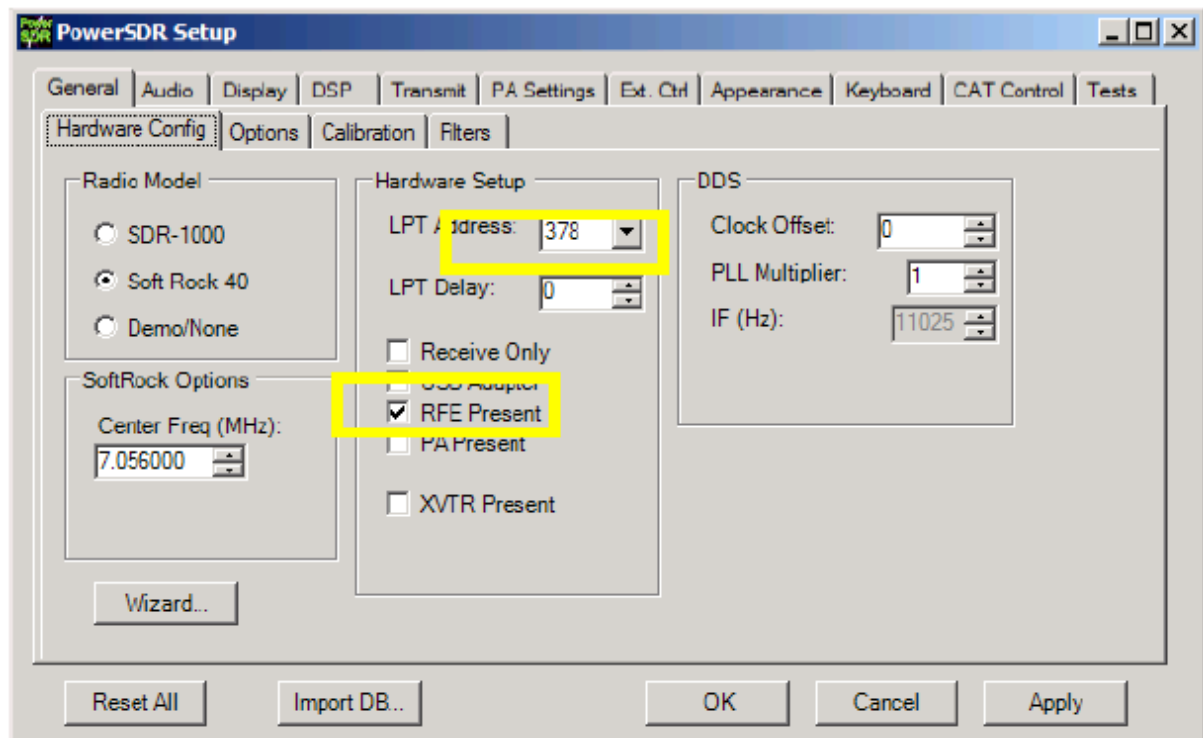 PowerSDR Setup
General Audio Display DSP Transmit PA Settings Ext. Ctrl Appearance Keyboard CAT Control Tests
Hardware Config Options Calibration Filters
Radio Model
SDR-1000
Soft Rock 40
Demo/None
SoftRock Options
Center Freq (MHz):
7.056000
Wizard...
Hardware Setup
LPT Address: 378
LPT Delay: 0
Receive Only
USB Adapter
RFE Present
PA Present
XVTR Present
DDS
Clock Offset: 0
PLL Multiplier: 1
IF (Hz): 11025
Reset All Import DB... OK Cancel Apply